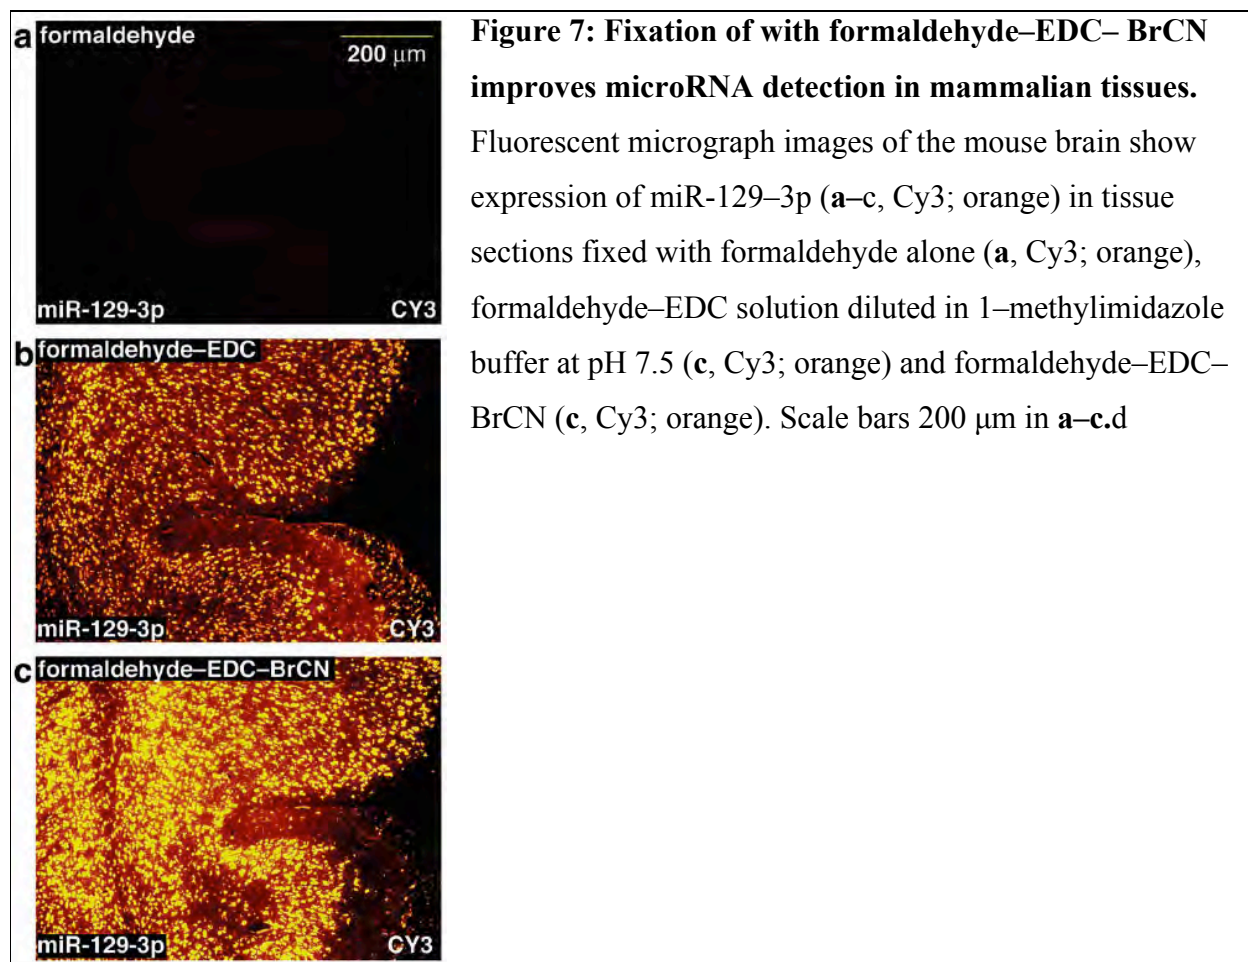 a formaldehyde
200 μm
miR-129-3p CY3
b formaldehyde–EDC
miR-129-3p CY3
c formaldehyde–EDC–BrCN
miR-129-3p CY3
Figure 7: Fixation of with formaldehyde–EDC– BrCN
improves microRNA detection in mammalian tissues.
Fluorescent micrograph images of the mouse brain show
expression of miR-129–3p (a–c, Cy3; orange) in tissue
sections fixed with formaldehyde alone (a, Cy3; orange),
formaldehyde–EDC solution diluted in 1–methylimidazole
buffer at pH 7.5 (c, Cy3; orange) and formaldehyde–EDC–
BrCN (c, Cy3; orange). Scale bars 200 μm in a–c.d